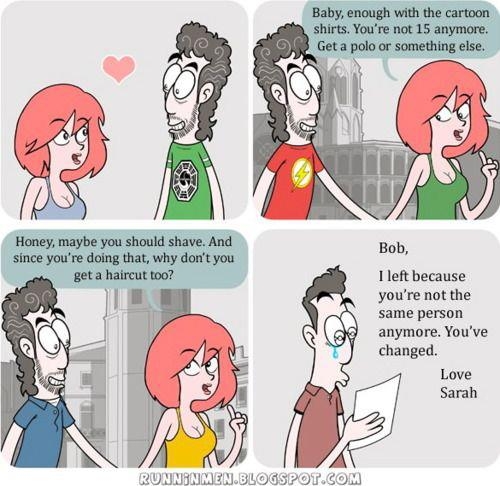 Baby, enough with the cartoon
shirts. You're not 15 anymore.
Get a polo or something else.
Honey, maybe you should shave. And
since you're doing that, why don't you
get a haircut too?
Bob,
I left because
you're not the
same person
anymore. You've
changed.
Love
Sarah
RUNNINMEN.BLOGSPOT.COM